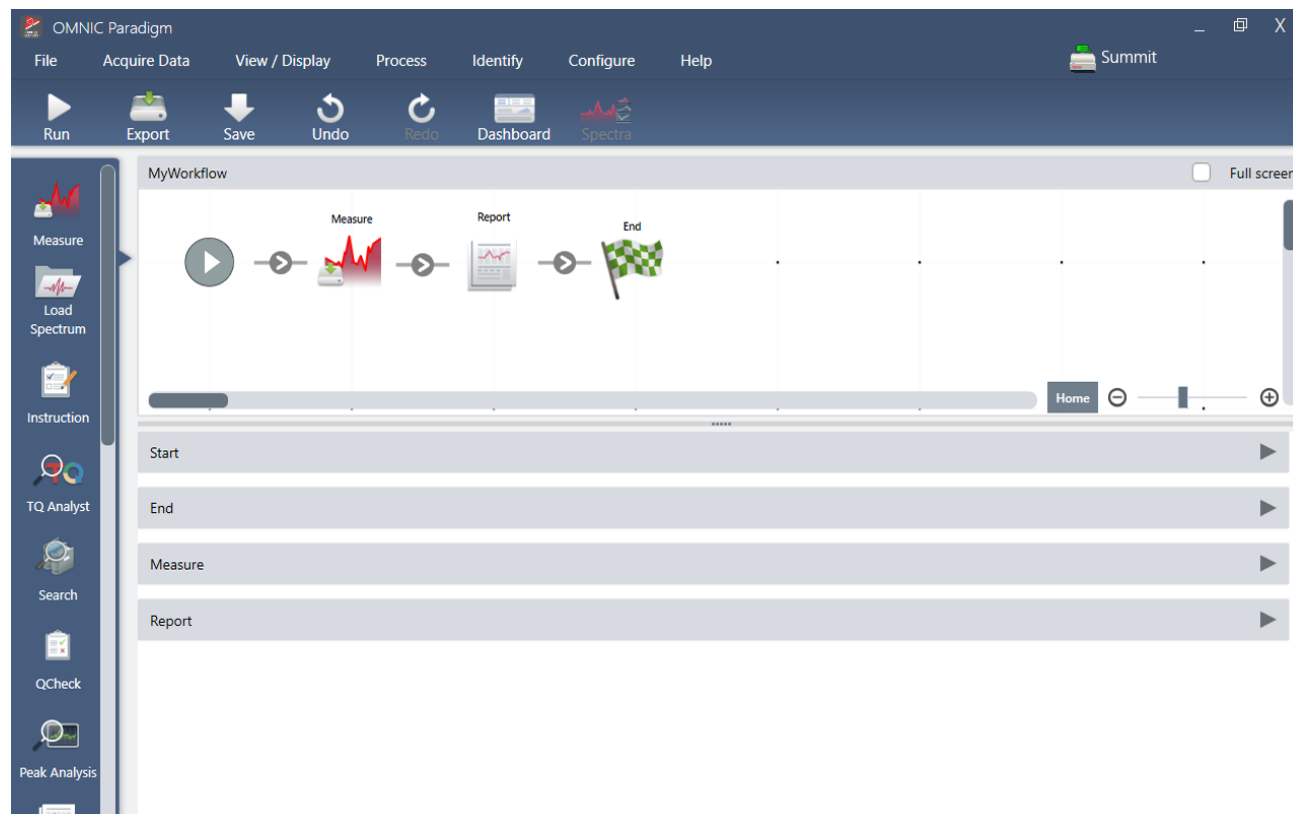 OMNIC Paradigm
File Acquire Data View / Display Process Identify Configure Help Summit
Run Export Save Undo Redo Dashboard Spectra
MyWorkflow Full screen
Measure
Load
Spectrum
Instruction
TQ Analyst
Search
QCheck
Peak Analysis
Measure Report End
Home
Start
End
Measure
Report